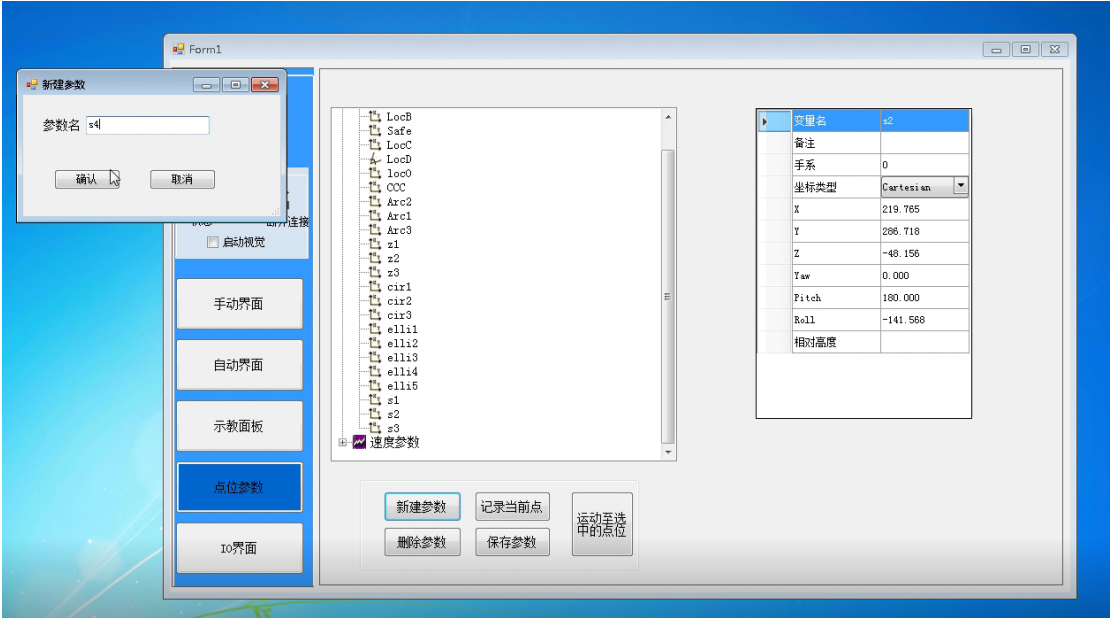 Form1
新建参数
参数名 s4
确认 取消
断开连接
启动视觉
手动界面
自动界面
示教面板
点位参数
IO界面
LocB
Safe
LocC
LocD
loc0
CCC
Arc2
Arc1
Arc3
z1
z2
z3
cir1
cir2
cir3
elli1
elli2
elli3
elli4
elli5
s1
s2
s3
速度参数
新建参数 记录当前点
删除参数 保存参数
运动至选
中的点位
变量名 s2
备注
手系 0
坐标类型 Cartesian
X 219.765
Y 286.718
Z -48.156
Yaw 0.000
Pitch 180.000
Roll -141.568
相对高度